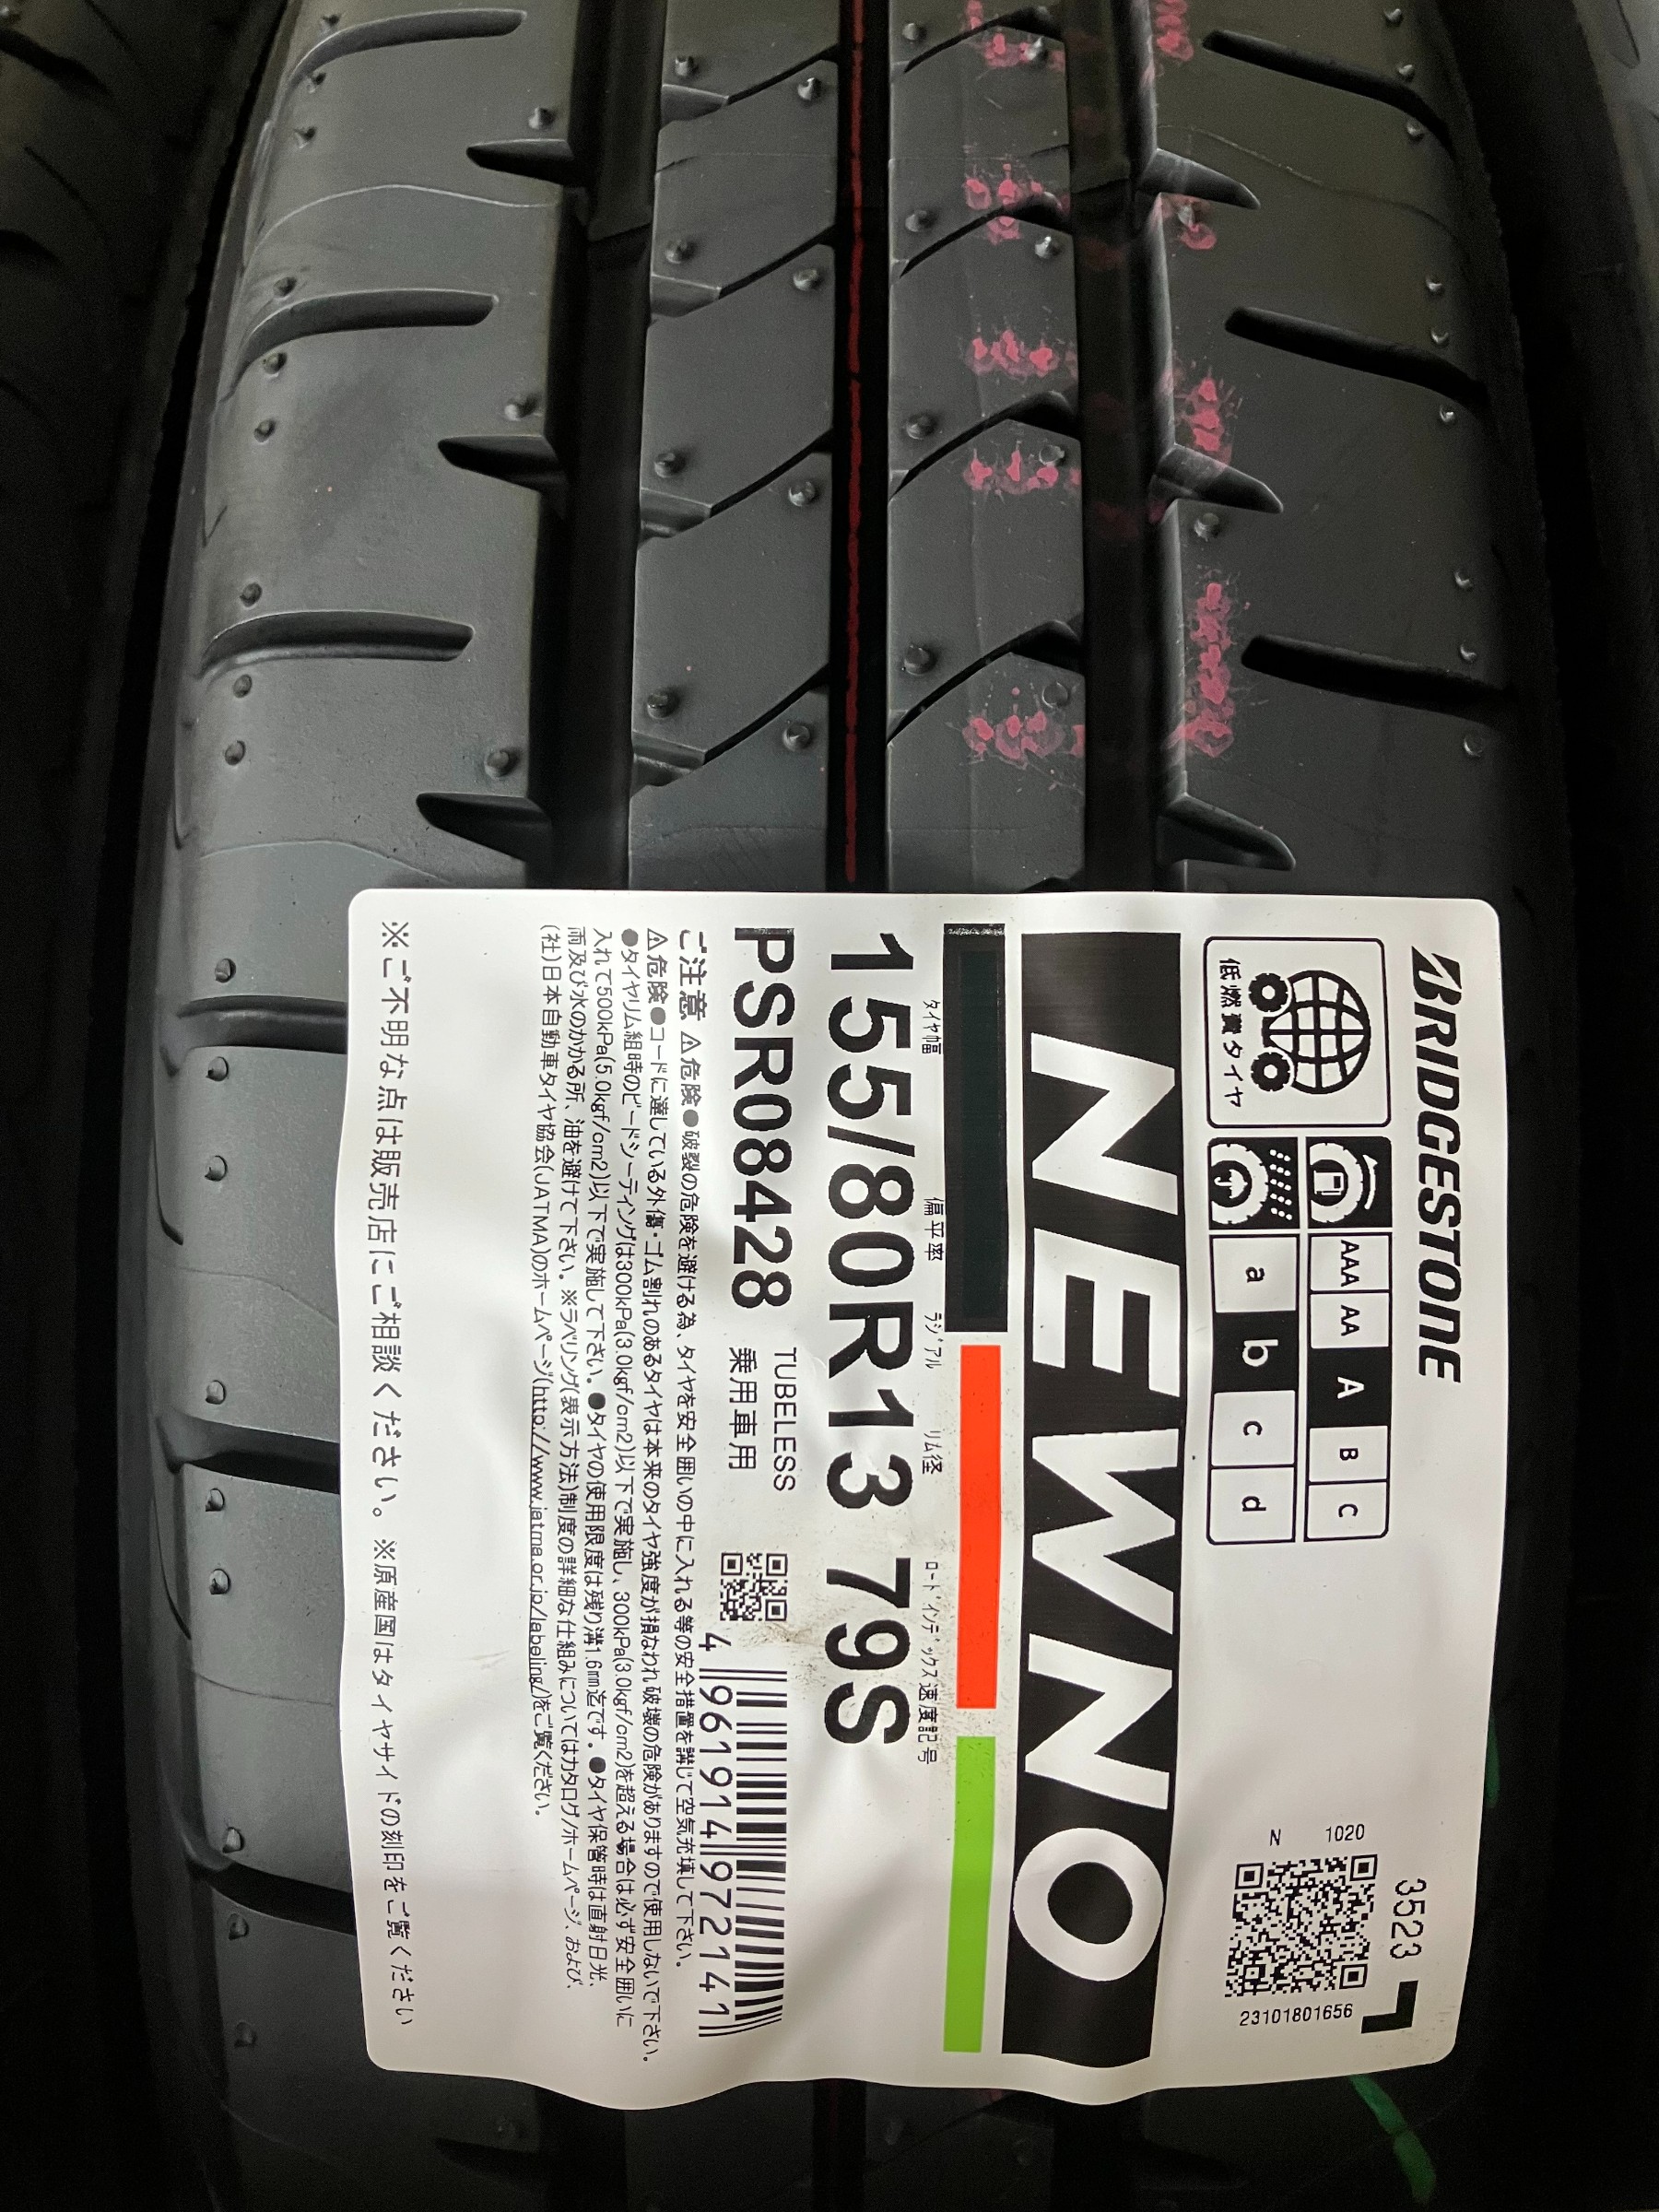 BRIDGESTONE
3523
低燃費タイヤ
AAA AA A B C
a b c d
N 1020
23101801656
NEWNO
タイヤ幅 偏平率 ラジアル リム径 ロードインデックス 速度記号
155/80R13 79S
PSR08428
TUBELESS
乗用車用
4 961914 972141
ご注意 ⚠危険●破裂の危険を避ける為、タイヤを安全囲いの中に入れる等の安全措置を講じて空気充填して下さい。
⚠危険●コードに達している外傷・ゴム割れのあるタイヤは本来のタイヤ強度が損なわれ破壊の危険がありますので使用しないで下さい。
●タイヤリム組時のビードシーティングは300kPa(3.0kgf/cm2)以下で実施し、300kPa(3.0kgf/cm2)を超える場合は必ず安全囲いに
入れて500kPa(5.0kgf/cm2)以下で実施して下さい。●タイヤの使用限度は残り溝1.6mm迄です。●タイヤ保管時は直射日光、
雨及び水のかかる所、油を避けて下さい。※ラベリング(表示方法)制度の詳細な仕組みについてはカタログ/ホームページ、および、
(社)日本自動車タイヤ協会(JATMA)のホームページ(http://www.jatma.or.jp/labeling/)をご覧ください。
※ご不明な点は販売店にご相談ください。 ※原産国はタイヤサイドの刻印をご覧ください